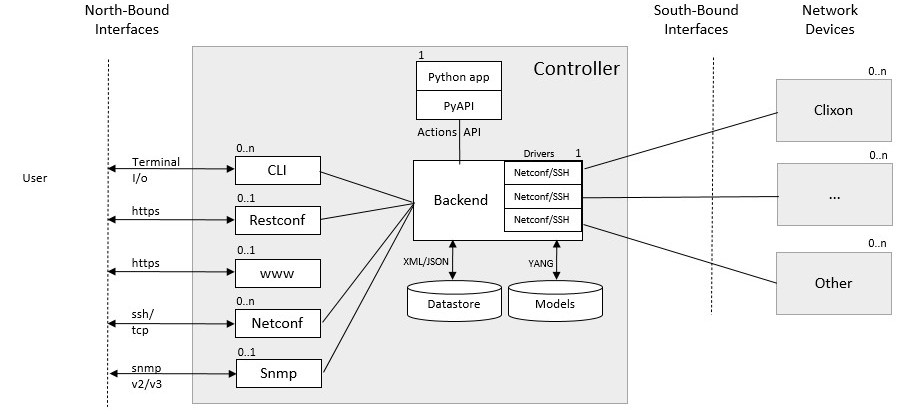 North-Bound
Interfaces
South-Bound
Interfaces
Network
Devices
Controller
1
Python app
PyAPI
Actions API
0..n
Clixon
0..n
...
0..n
Other
User
Terminal
I/o
0..n
CLI
https
0..1
Restconf
https
0..1
www
ssh/
tcp
0..n
Netconf
snmp
v2/v3
0..1
Snmp
Backend
Drivers
1
Netconf/SSH
Netconf/SSH
Netconf/SSH
XML/JSON
YANG
Datastore
Models